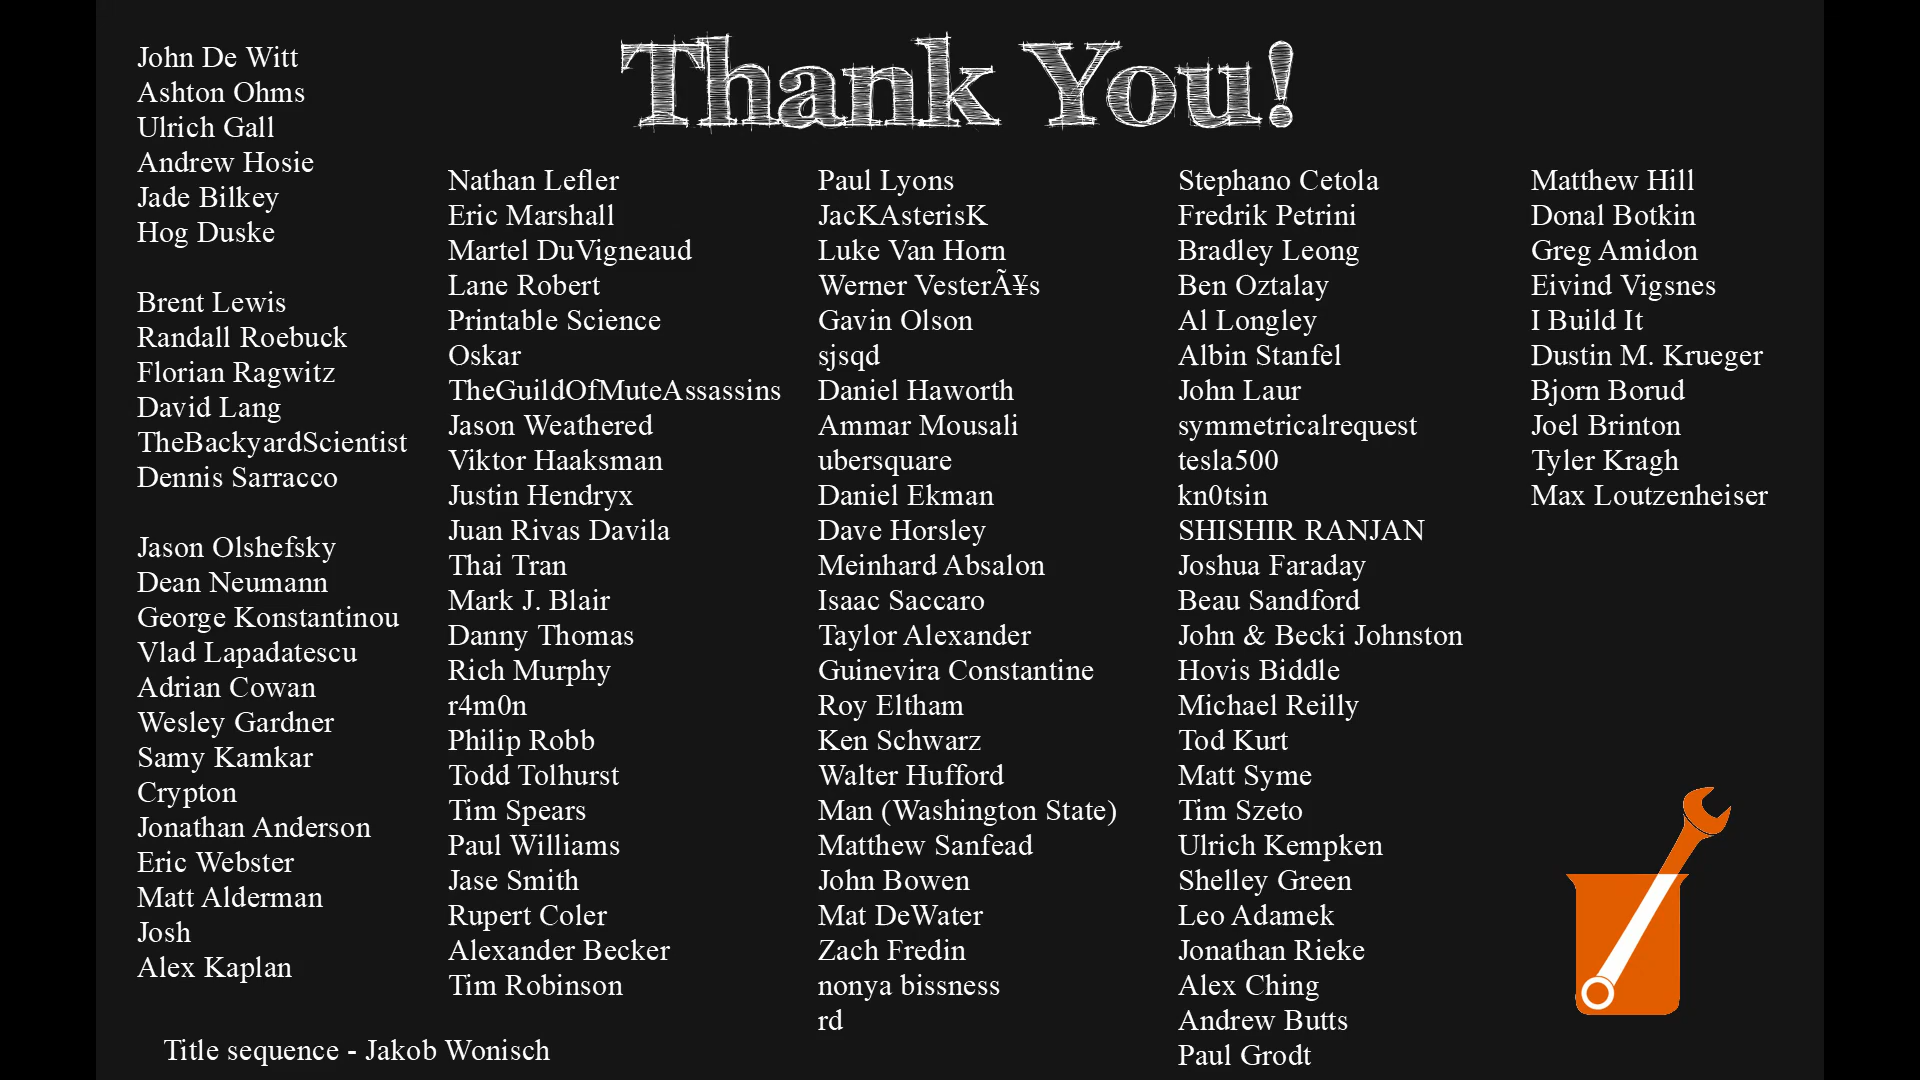 Thank You!
John De Witt
Ashton Ohms
Ulrich Gall
Andrew Hosie
Jade Bilkey
Hog Duske
Brent Lewis
Randall Roebuck
Florian Ragwitz
David Lang
TheBackyardScientist
Dennis Sarracco
Jason Olshefsky
Dean Neumann
George Konstantinou
Vlad Lapadatescu
Adrian Cowan
Wesley Gardner
Samy Kamkar
Crypton
Jonathan Anderson
Eric Webster
Matt Alderman
Josh
Alex Kaplan
Nathan Lefler
Eric Marshall
Martel DuVigneaud
Lane Robert
Printable Science
Oskar
TheGuildOfMuteAssassins
Jason Weathered
Viktor Haaksman
Justin Hendryx
Juan Rivas Davila
Thai Tran
Mark J. Blair
Danny Thomas
Rich Murphy
r4m0n
Philip Robb
Todd Tolhurst
Tim Spears
Paul Williams
Jase Smith
Rupert Coler
Alexander Becker
Tim Robinson
Paul Lyons
JacKAsterisK
Luke Van Horn
Werner VesterÃ¥s
Gavin Olson
sjsqd
Daniel Haworth
Ammar Mousali
ubersquare
Daniel Ekman
Dave Horsley
Meinhard Absalon
Isaac Saccaro
Taylor Alexander
Guinevira Constantine
Roy Eltham
Ken Schwarz
Walter Hufford
Man (Washington State)
Matthew Sanfead
John Bowen
Mat DeWater
Zach Fredin
nonya bissness
rd
Stephano Cetola
Fredrik Petrini
Bradley Leong
Ben Oztalay
Al Longley
Albin Stanfel
John Laur
symmetricalrequest
tesla500
kn0tsin
SHISHIR RANJAN
Joshua Faraday
Beau Sandford
John & Becki Johnston
Hovis Biddle
Michael Reilly
Tod Kurt
Matt Syme
Tim Szeto
Ulrich Kempken
Shelley Green
Leo Adamek
Jonathan Rieke
Alex Ching
Andrew Butts
Paul Grodt
Matthew Hill
Donal Botkin
Greg Amidon
Eivind Vigsnes
I Build It
Dustin M. Krueger
Bjorn Borud
Joel Brinton
Tyler Kragh
Max Loutzenheiser
Title sequence - Jakob Wonisch